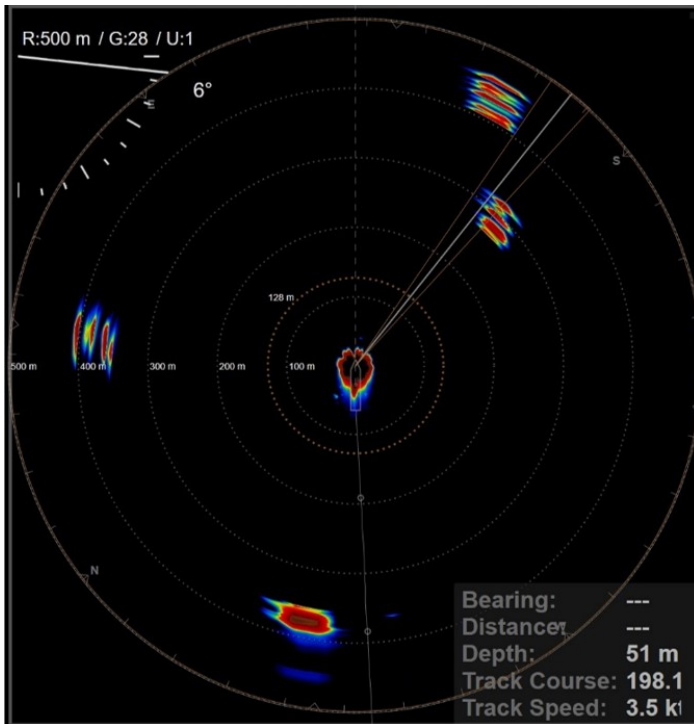 R:500 m / G:28 / U:1
6°
E
S
128 m
500 m 400 m 300 m 200 m 100 m
N
Bearing: ---
Distance: ---
Depth: 51 m
Track Course: 198.1
Track Speed: 3.5 kt